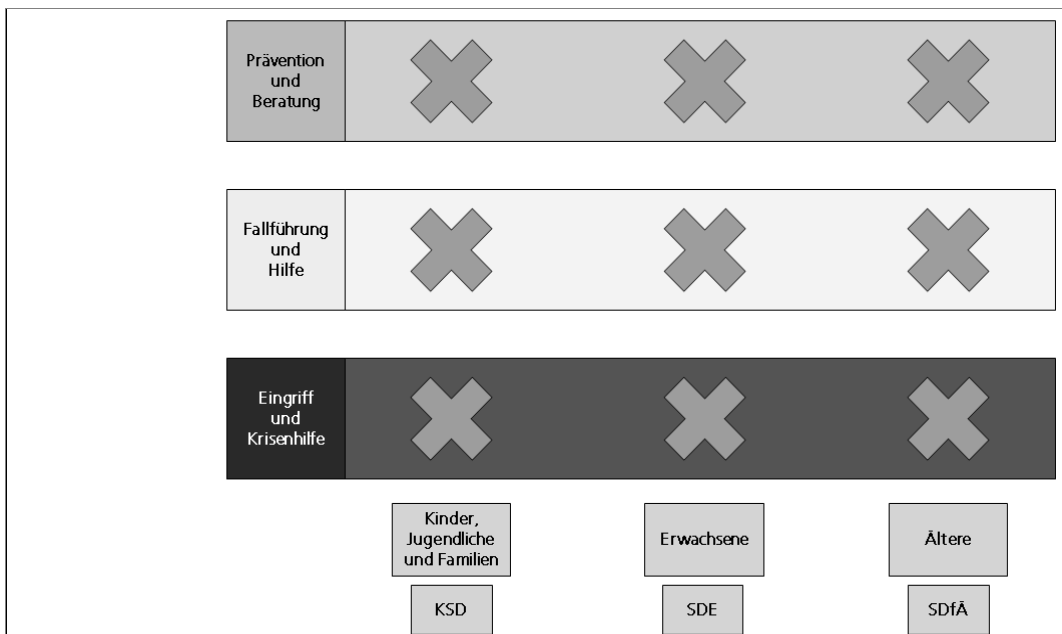 Prävention
und
Beratung
Fallführung
und
Hilfe
Eingriff
und
Krisenhilfe
Kinder,
Jugendliche
und Familien
Erwachsene
Ältere
KSD
SDE
SDfÄ